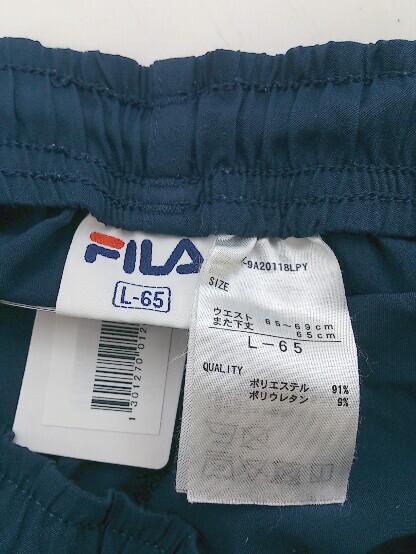 FILA
L-65
-9A20118LPY
SIZE
ウエスト 65~69cm
また下丈 65cm
L-65
QUALITY
ポリエステル 91%
ポリウレタン 9%